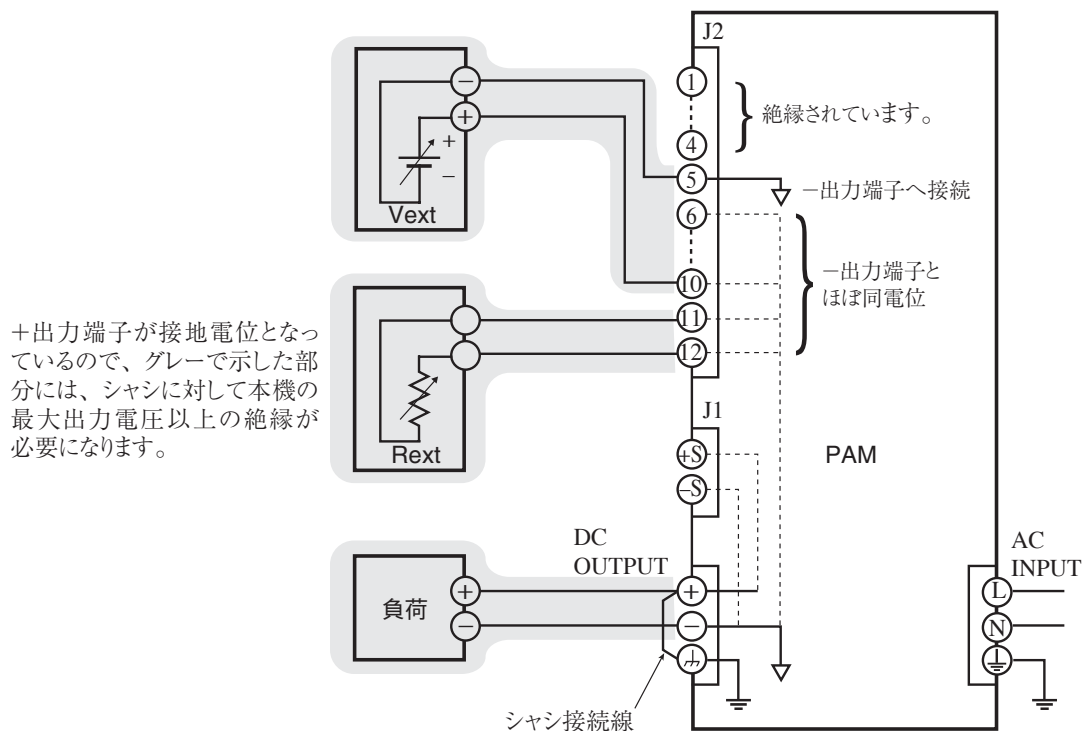 J2
1
絶縁されています。
4
5
−出力端子へ接続
6
−出力端子と
ほぼ同電位
10
11
12
−
+
+
−
Vext
+出力端子が接地電位となっ
ているので、グレーで示した部
分には、シャシに対して本機の
最大出力電圧以上の絶縁が
必要になります。
Rext
J1
+S
−S
PAM
DC
OUTPUT
負荷
+
−
+
−
シャシ接続線
AC
INPUT
L
N